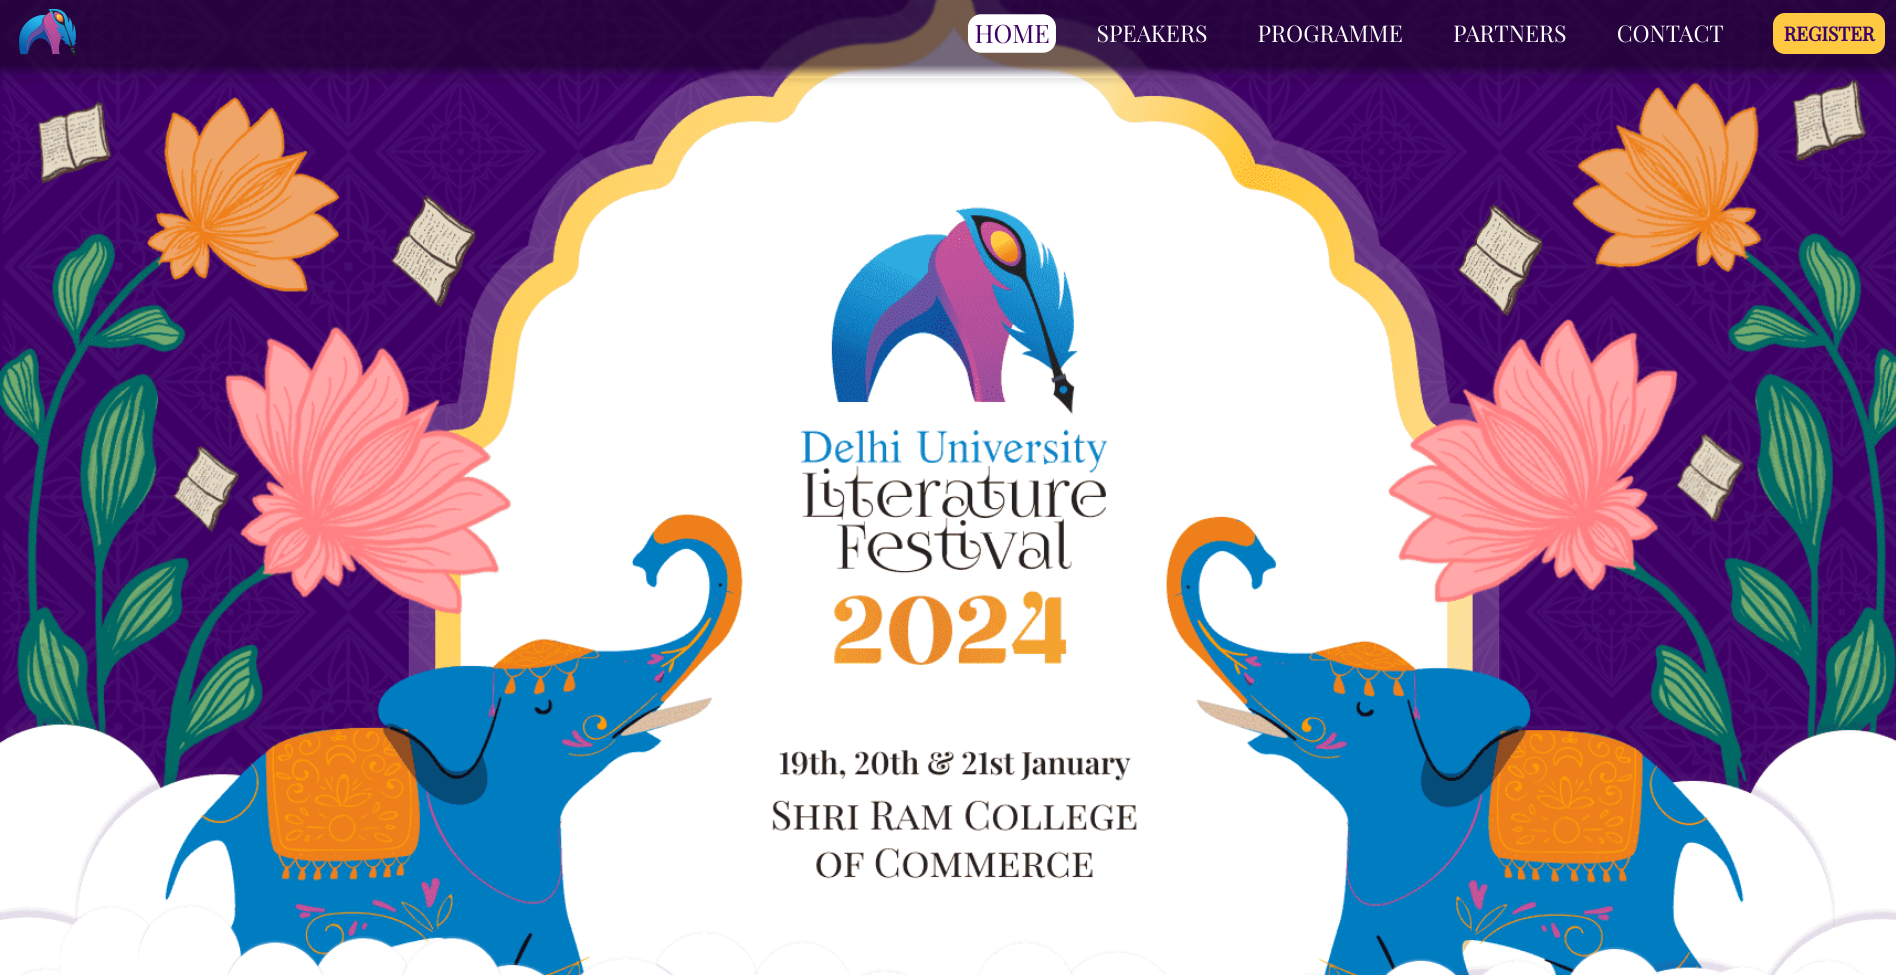 HOME SPEAKERS PROGRAMME PARTNERS CONTACT REGISTER
Delhi University
Literature
Festival
2024
19th, 20th & 21st January
SHRI RAM COLLEGE
OF COMMERCE